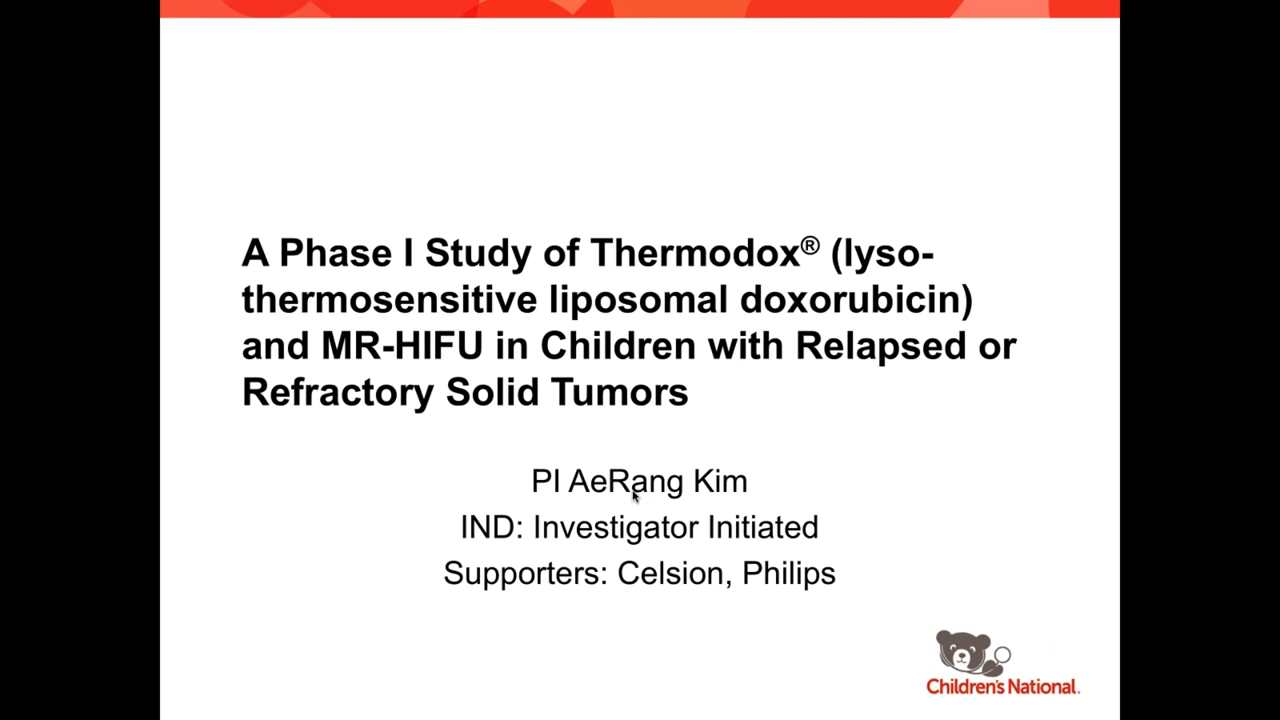 A Phase I Study of Thermodox® (lyso-
thermosensitive liposomal doxorubicin)
and MR-HIFU in Children with Relapsed or
Refractory Solid Tumors
PI AeRang Kim
IND: Investigator Initiated
Supporters: Celsion, Philips
Children's National.